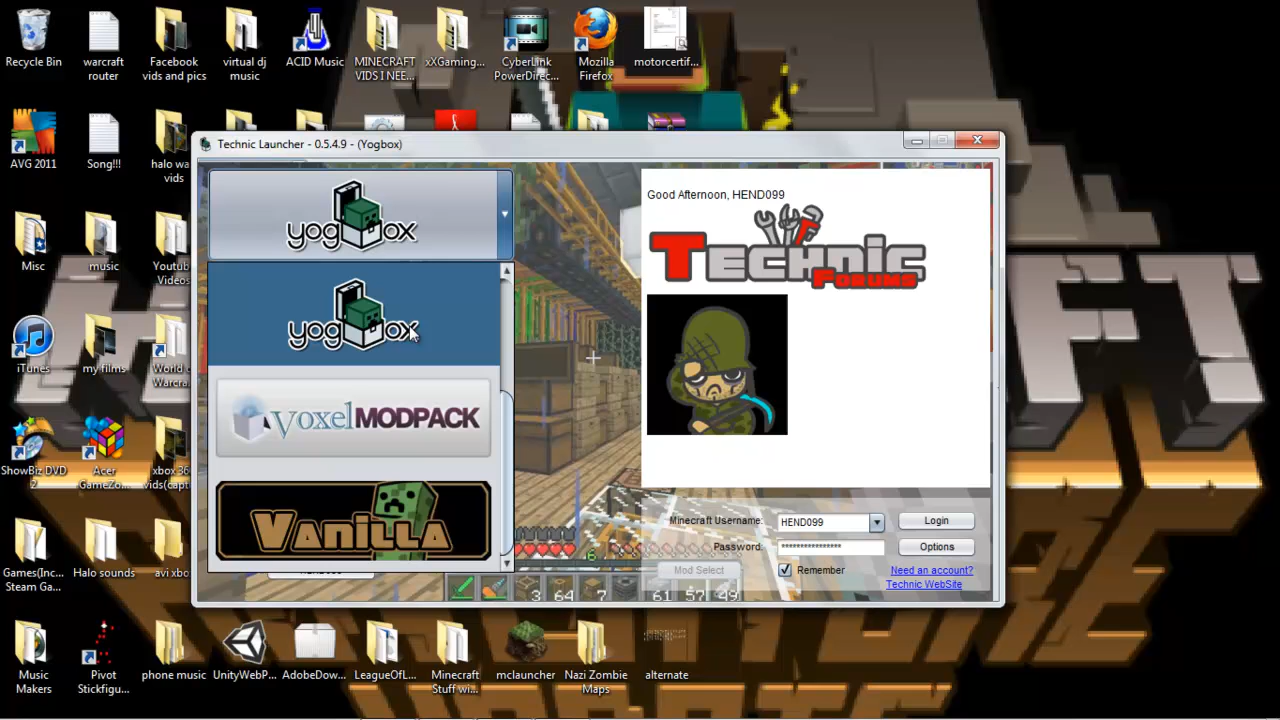 Recycle Bin
warcraft router
Facebook vids and pics
virtual dj music
ACID Music
MINECRAFT VIDS I NEE...
xXGaming...
CyberLink PowerDirec...
Mozilla Firefox
motorcertif...
AVG 2011
Song!!!
halo wa
vids
Misc
music
Youtub
Videos
iTunes
my films
World
Warcra
ShowBiz DVD 2
Acer GameZo...
xbox 36
vids(capt
Games(Inc... Steam Ga...
Halo sounds
avi xbo
Music Makers
Pivot Stickfigu...
phone music
UnityWebP...
AdobeDow...
LeagueOfL...
Minecraft Stuff wi...
mclauncher
Nazi Zombie Maps
alternate
Technic Launcher - 0.5.4.9 - (Yogbox)
yogbox
yogbox
VoxelMODPACK
Vanilla
Good Afternoon, HEND099
Technic
Forums
Minecraft Username:
HEND099
Login
Password:
****************
Options
Mod Select
Remember
Need an account?
Technic WebSite
6
3
64
7
61
57
49